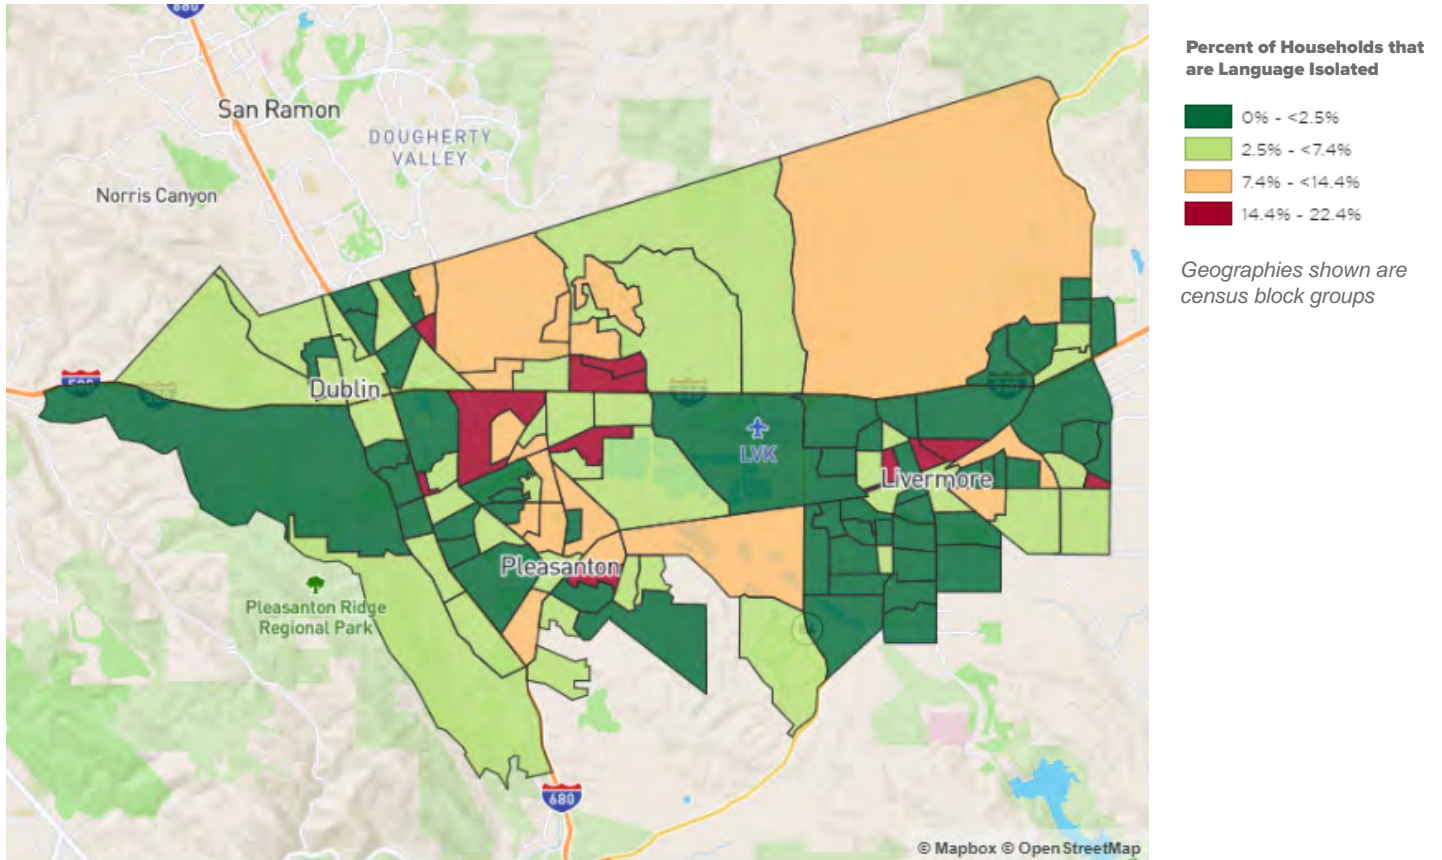 680
San Ramon
DOUGHERTY
VALLEY
Norris Canyon
Dublin
LVK
Livermore
Pleasanton
84
Pleasanton Ridge
Regional Park
680
© Mapbox © OpenStreetMap
Percent of Households that
are Language Isolated
0% - <2.5%
2.5% - <7.4%
7.4% - <14.4%
14.4% - 22.4%
Geographies shown are
census block groups